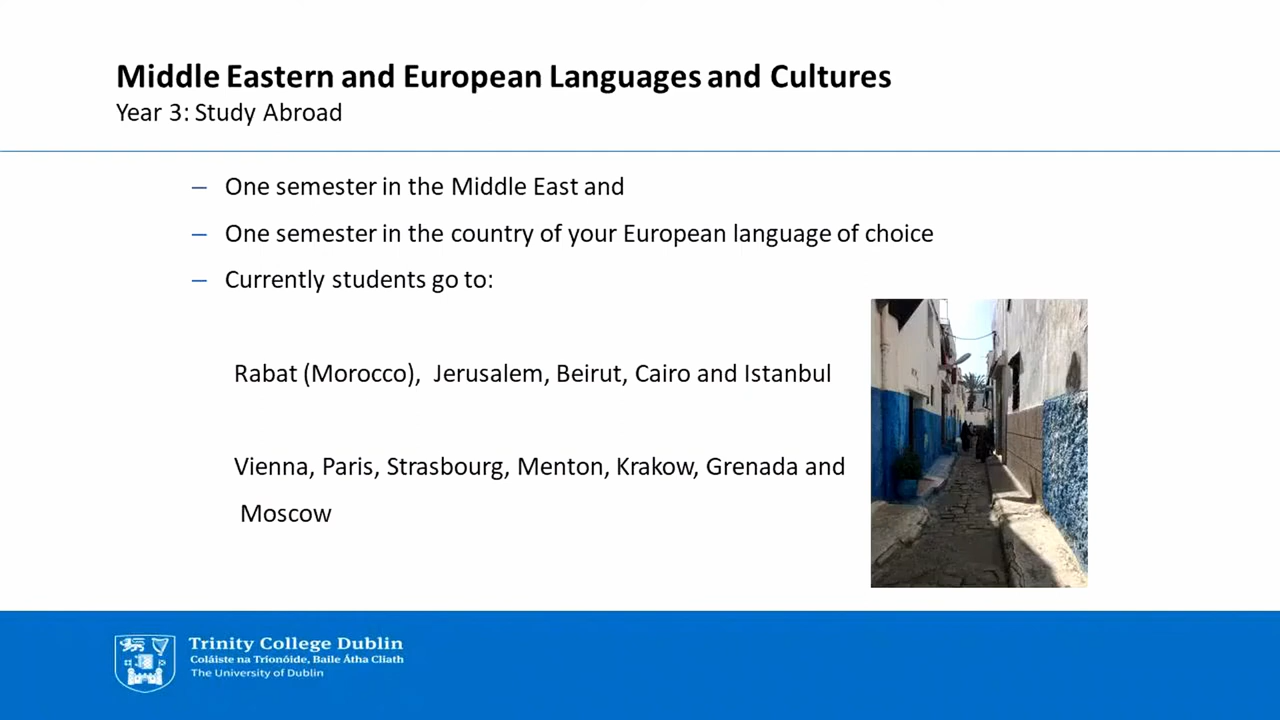 Middle Eastern and European Languages and Cultures
Year 3: Study Abroad
– One semester in the Middle East and
– One semester in the country of your European language of choice
– Currently students go to:
Rabat (Morocco), Jerusalem, Beirut, Cairo and Istanbul
Vienna, Paris, Strasbourg, Menton, Krakow, Grenada and
Moscow
Trinity College Dublin
Coláiste na Tríonóide, Baile Átha Cliath
The University of Dublin